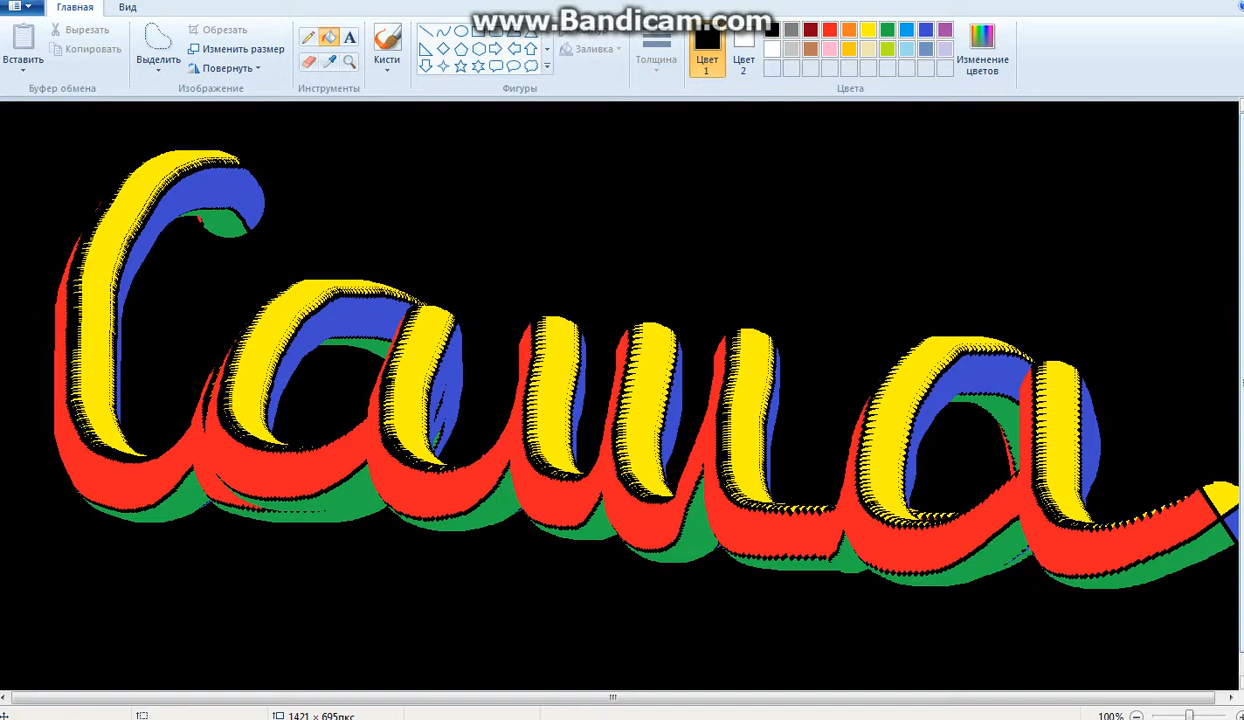 www.Bandicam.com
Главная Вид
Вставить
Вырезать
Копировать
Буфер обмена
Выделить
Обрезать
Изменить размер
Повернуть
Изображение
Инструменты
Кисти
Заливка
Фигуры
Толщина
Цвет 1
Цвет 2
Изменение цветов
Цвета
Саша
1421 × 695пкс
100%